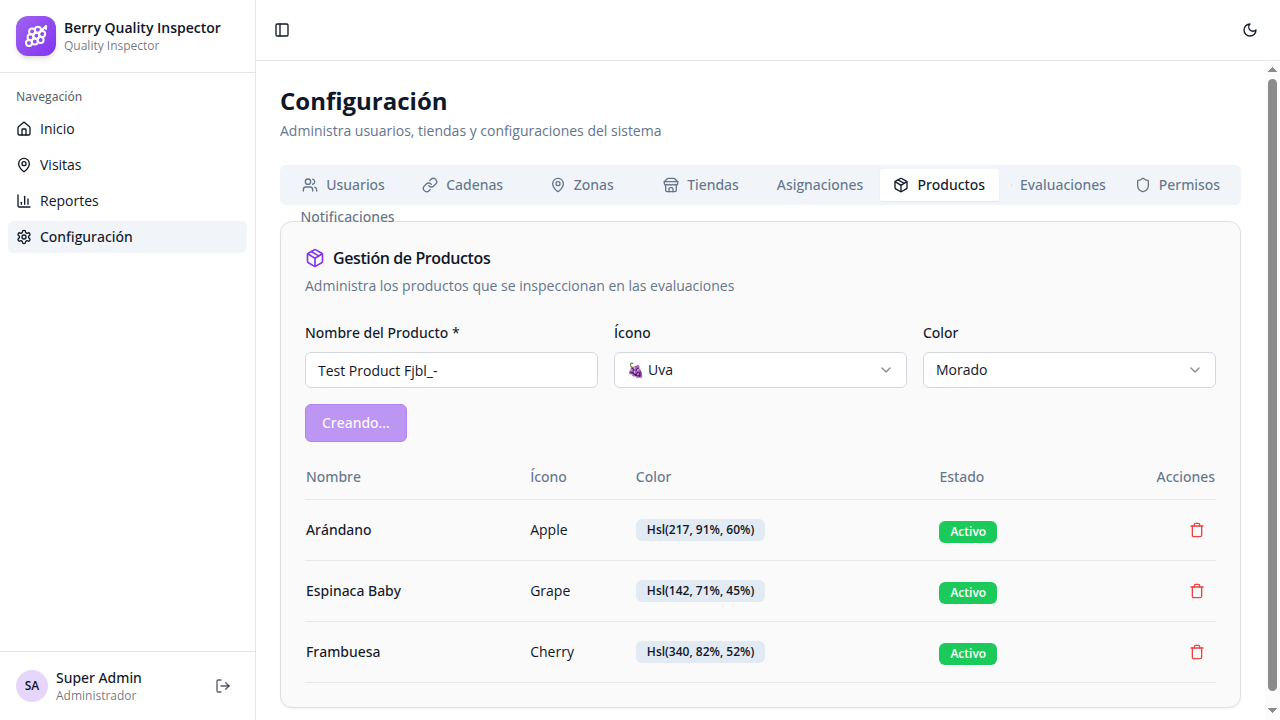 Berry Quality Inspector
Quality Inspector
Navegación
Inicio
Visitas
Reportes
Configuración
SA
Super Admin
Administrador
Configuración
Administra usuarios, tiendas y configuraciones del sistema
Usuarios Cadenas Zonas Tiendas Asignaciones Productos Evaluaciones Permisos
Notificaciones
Gestión de Productos
Administra los productos que se inspeccionan en las evaluaciones
Nombre del Producto * Ícono Color
Test Product Fjbl_- Uva Morado
Creando...
Nombre Ícono Color Estado Acciones
Arándano Apple Hsl(217, 91%, 60%) Activo
Espinaca Baby Grape Hsl(142, 71%, 45%) Activo
Frambuesa Cherry Hsl(340, 82%, 52%) Activo